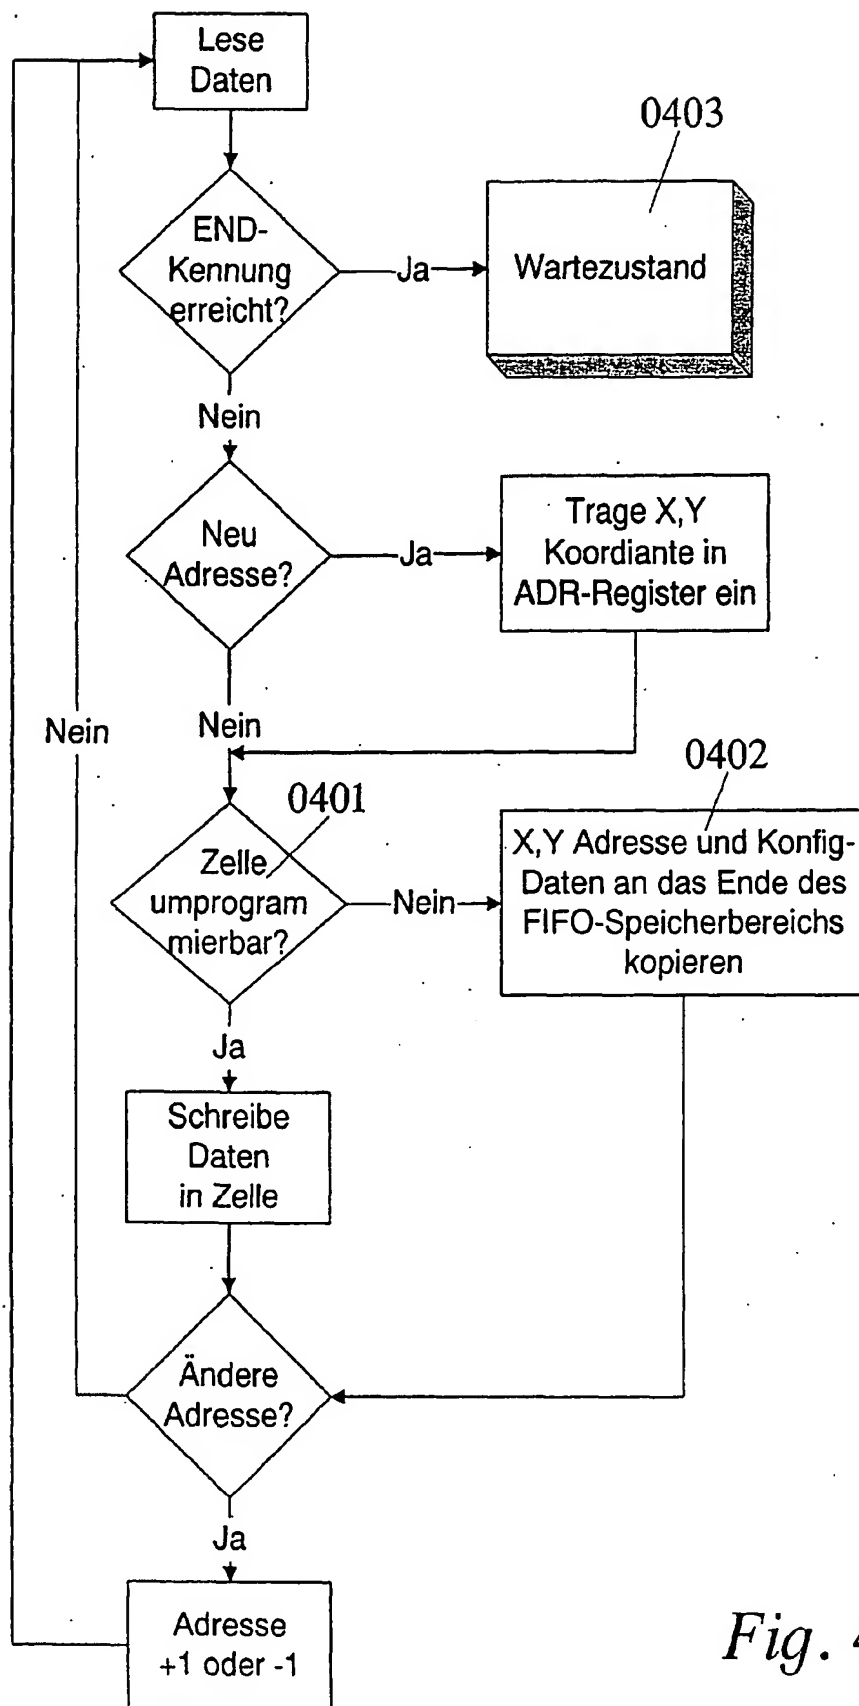 Lese
Daten
0403
END-
Kennung
erreicht?
Ja
Wartezustand
Nein
Neu
Adresse?
Ja
Trage X,Y
Koordiante in
ADR-Register ein
Nein
Nein
0402
0401
Zelle
umprogram
mierbar?
Nein
X,Y Adresse und Konfig-
Daten an das Ende des
FIFO-Speicherbereichs
kopieren
Ja
Schreibe
Daten
in Zelle
Ändere
Adresse?
Ja
Adresse
+1 oder -1
Fig. 4